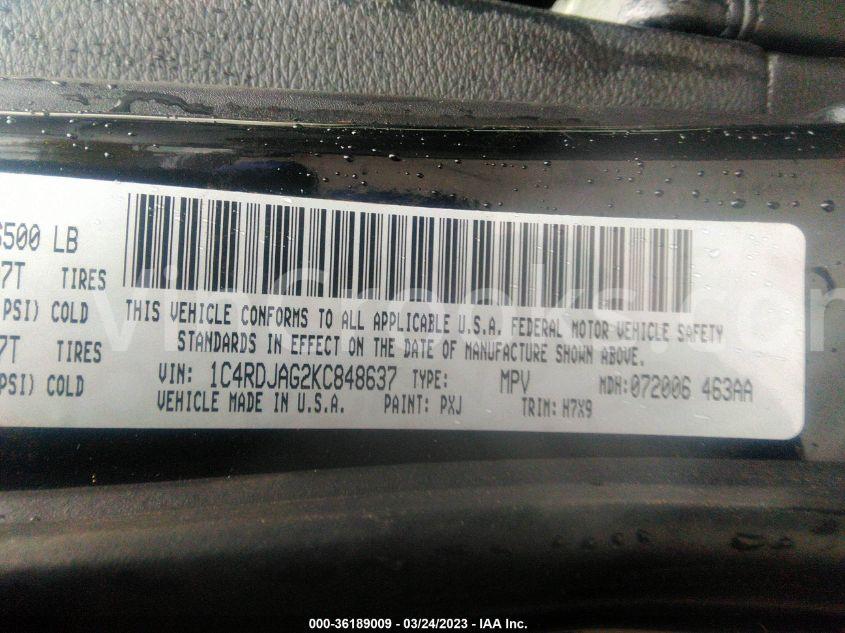 6500 LB
7T TIRES
PSI) COLD
7T TIRES
PSI) COLD
THIS VEHICLE CONFORMS TO ALL APPLICABLE U.S.A. FEDERAL MOTOR VEHICLE SAFETY
STANDARDS IN EFFECT ON THE DATE OF MANUFACTURE SHOWN ABOVE.
VIN: 1C4RDJAG2KC848637 TYPE: MPV MDH:072006 463AA
VEHICLE MADE IN U.S.A. PAINT: PXJ TRIM: H7X9
000-36189009 - 03/24/2023 - © IAA Inc.